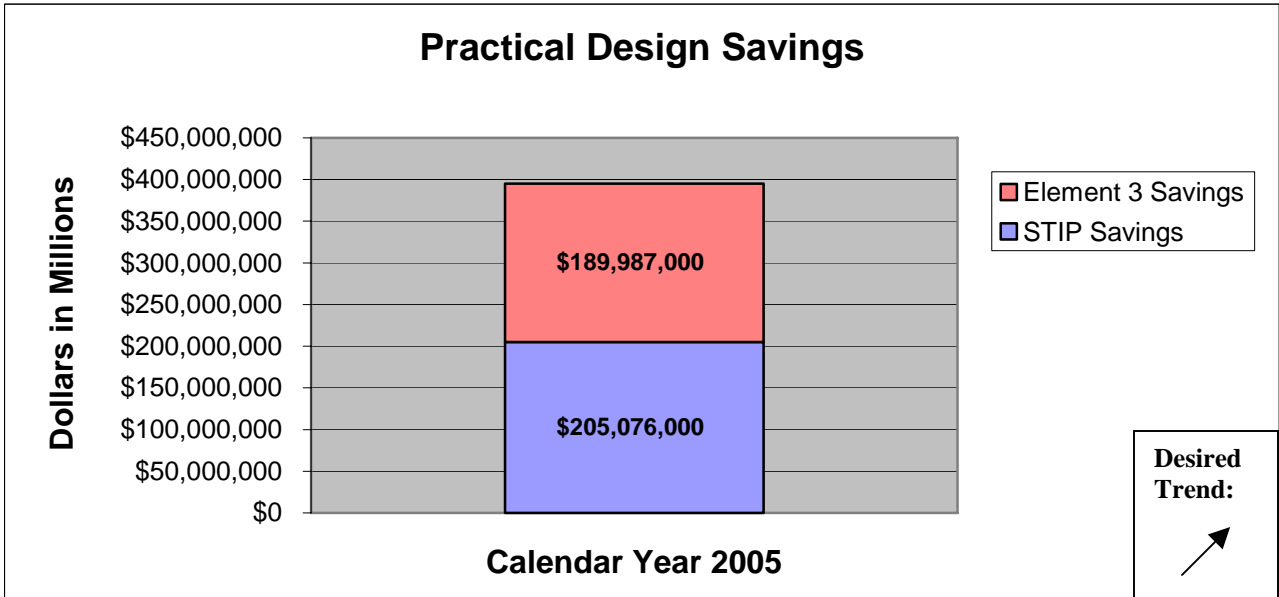 Practical Design Savings
Dollars in Millions
$450,000,000
$400,000,000
$350,000,000
$300,000,000
$250,000,000
$200,000,000
$150,000,000
$100,000,000
$50,000,000
$0
$189,987,000
$205,076,000
Calendar Year 2005
Element 3 Savings
STIP Savings
Desired
Trend: